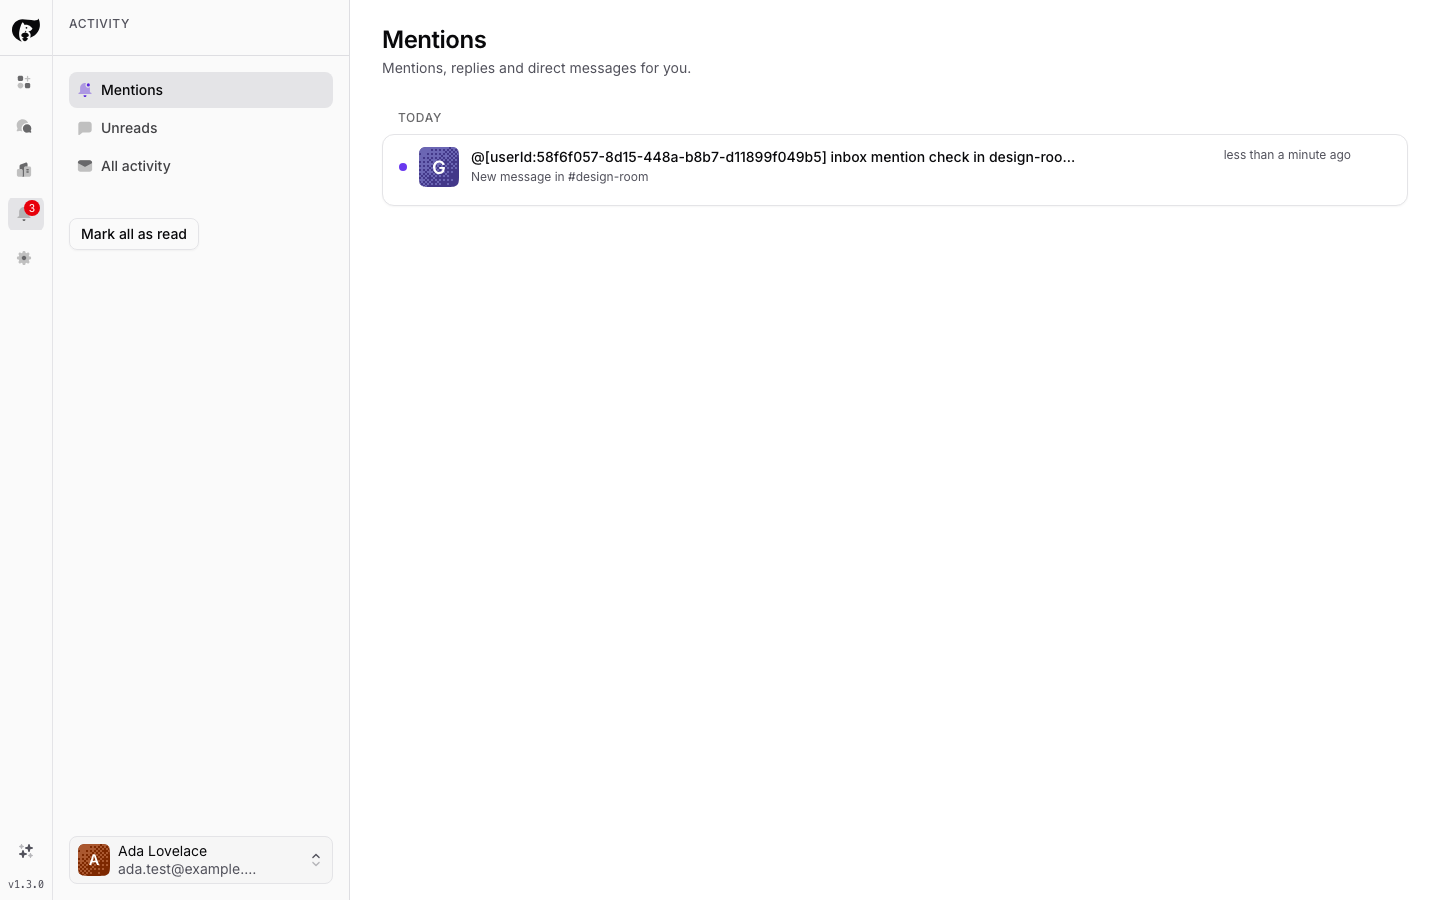 ACTIVITY
Mentions
Unreads
All activity
3
Mark all as read
Mentions
Mentions, replies and direct messages for you.
TODAY
G
@[userId:58f6f057-8d15-448a-b8b7-d11899f049b5] inbox mention check in design-roo...
less than a minute ago
New message in #design-room
A
Ada Lovelace
ada.test@example....
v1.3.0